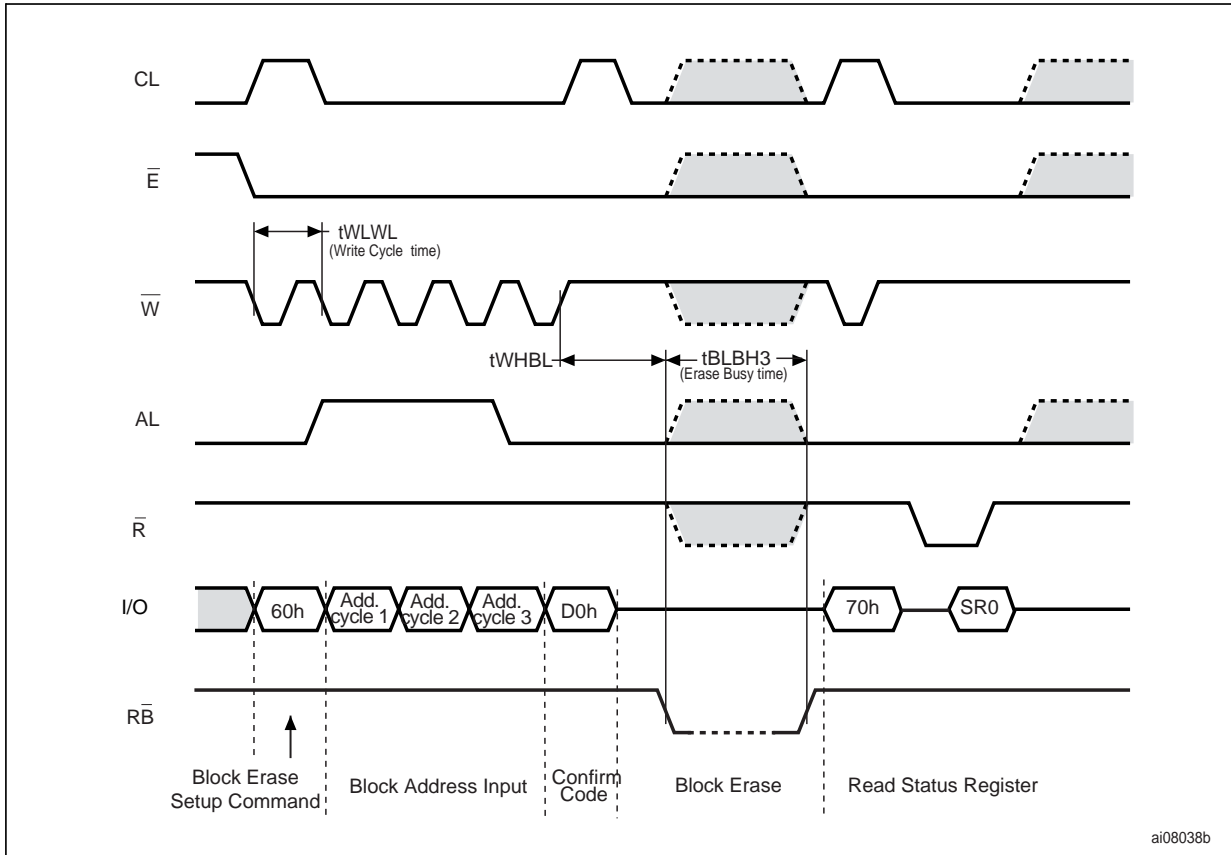 CL
E̅
tWLWL
(Write Cycle time)
W̅
tWHBL
tBLBH3
(Erase Busy time)
AL
R̅
I/O
60h
Add. cycle 1
Add. cycle 2
Add. cycle 3
D0h
70h
SR0
RB̅
Block Erase
Setup Command
Block Address Input
Confirm
Code
Block Erase
Read Status Register
ai08038b